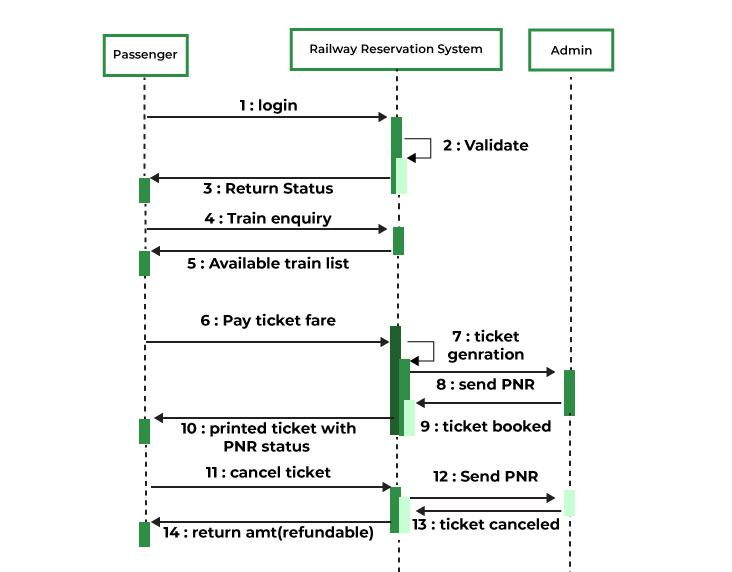 Passenger
Railway Reservation System
Admin
1 : login
2 : Validate
3 : Return Status
4 : Train enquiry
5 : Available train list
6 : Pay ticket fare
7 : ticket
genration
8 : send PNR
9 : ticket booked
10 : printed ticket with
PNR status
11 : cancel ticket
12 : Send PNR
13 : ticket canceled
14 : return amt(refundable)